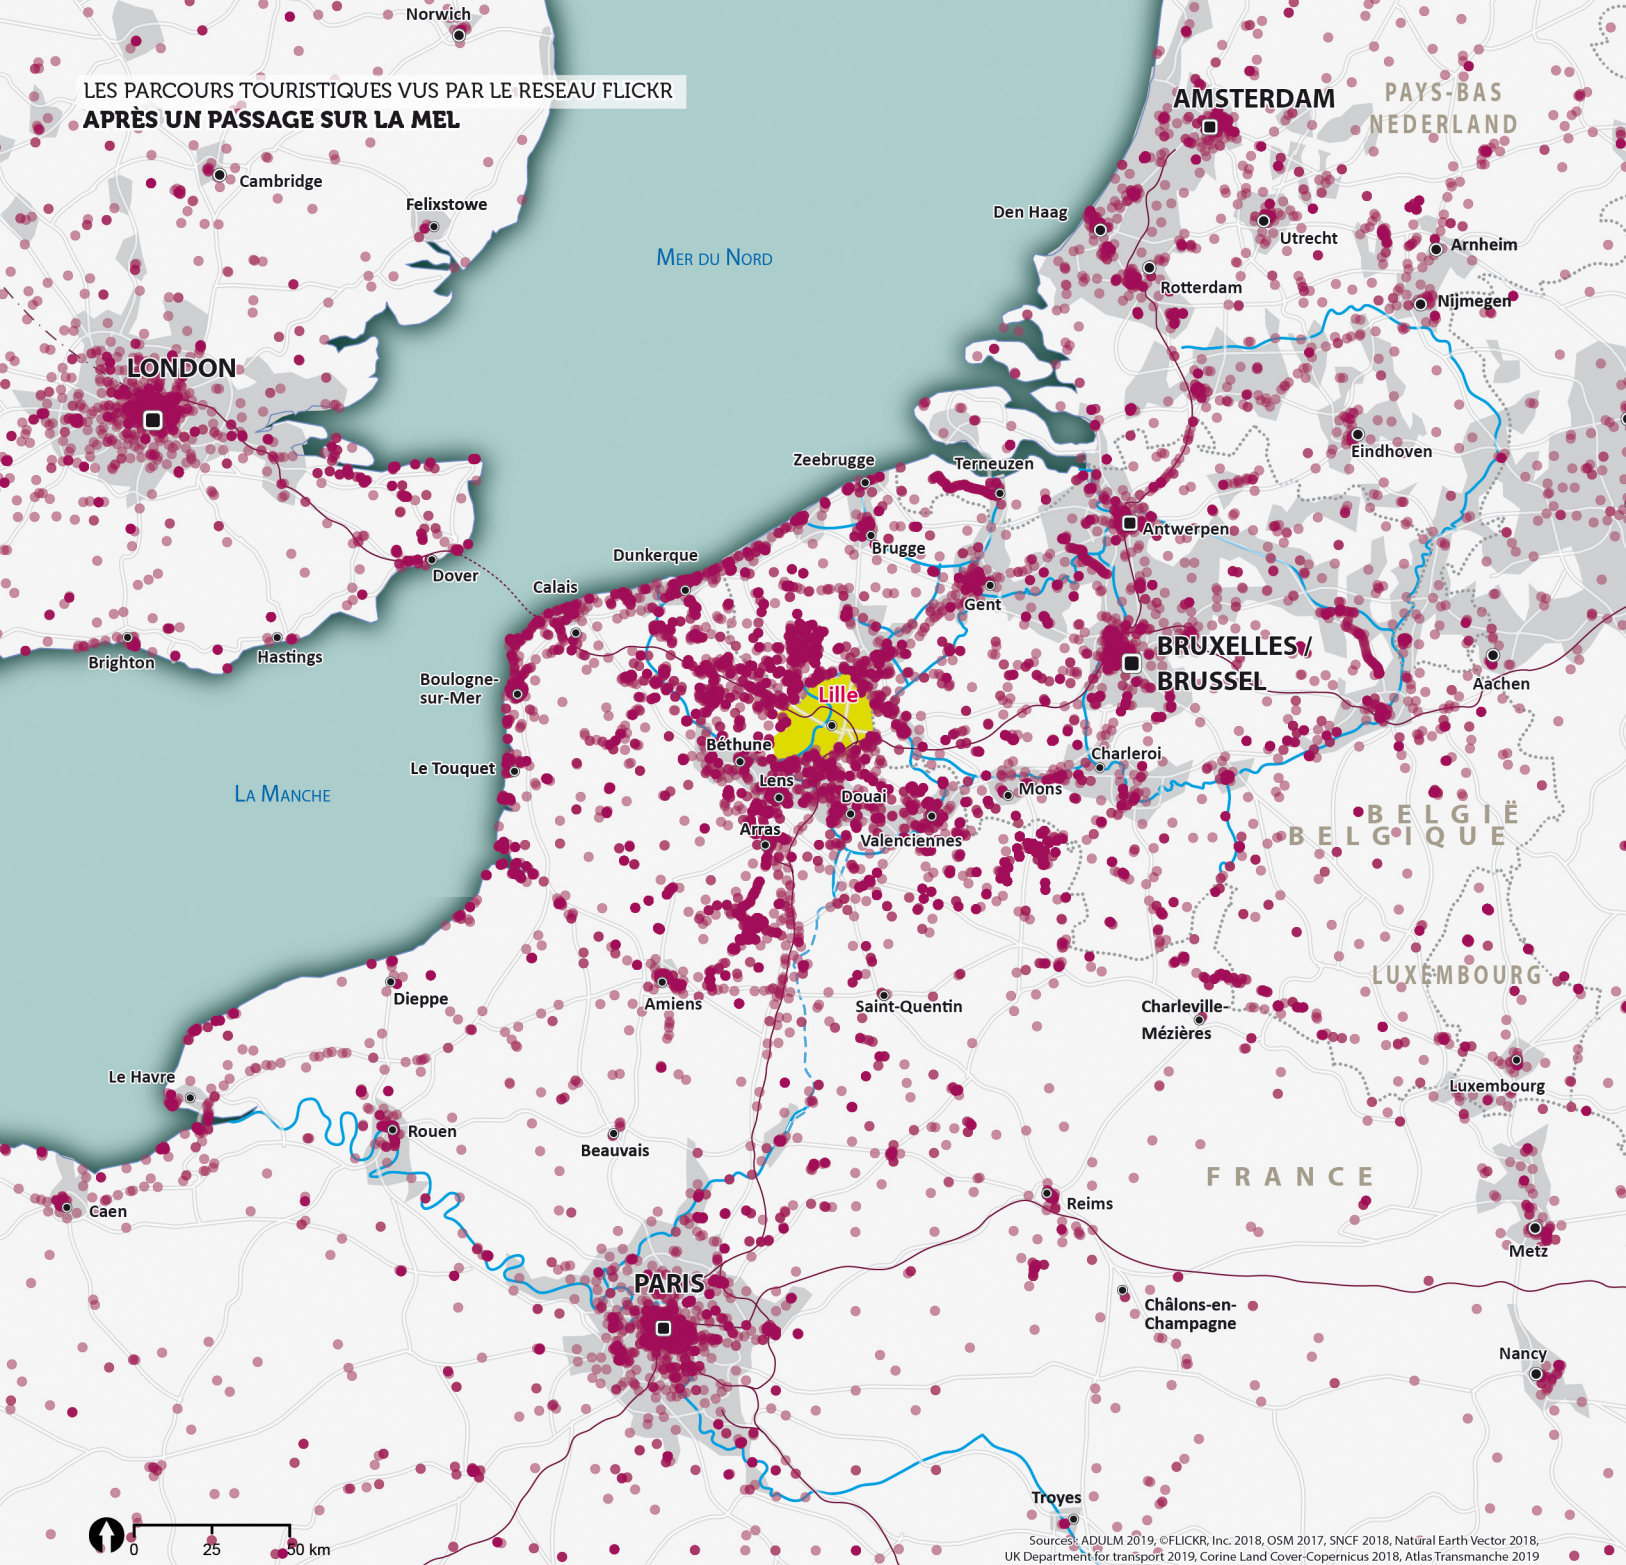 Norwich
LES PARCOURS TOURISTIQUES VUS PAR LE RESEAU FLICKR
APRÈS UN PASSAGE SUR LA MEL
AMSTERDAM
PAYS-BAS
NEDERLAND
Cambridge
Felixstowe
Den Haag
Utrecht
Arnheim
MER DU NORD
Rotterdam
Nijmegen
LONDON
Eindhoven
Zeebrugge
Terneuzen
Antwerpen
Brugge
Dunkerque
Dover
Calais
Gent
Brighton
Hastings
BRUXELLES /
BRUSSEL
Boulogne-
sur-Mer
Lille
Aachen
Béthune
Charleroi
Le Touquet
Lens
Mons
LA MANCHE
Douai
BELGIË
BELGIQUE
Arras
Valenciennes
LUXEMBOURG
Dieppe
Amiens
Saint-Quentin
Charleville-
Mézières
Le Havre
Luxembourg
Rouen
Beauvais
FRANCE
Caen
Reims
Metz
PARIS
Châlons-en-
Champagne
Nancy
Troyes
0 25 50 km
Sources : ADULM 2019, ©FLICKR, Inc. 2018, OSM 2017, SNCF 2018, Natural Earth Vector 2018,
UK Department for transport 2019, Corine Land Cover-Copernicus 2018, Atlas Transmanche 2019